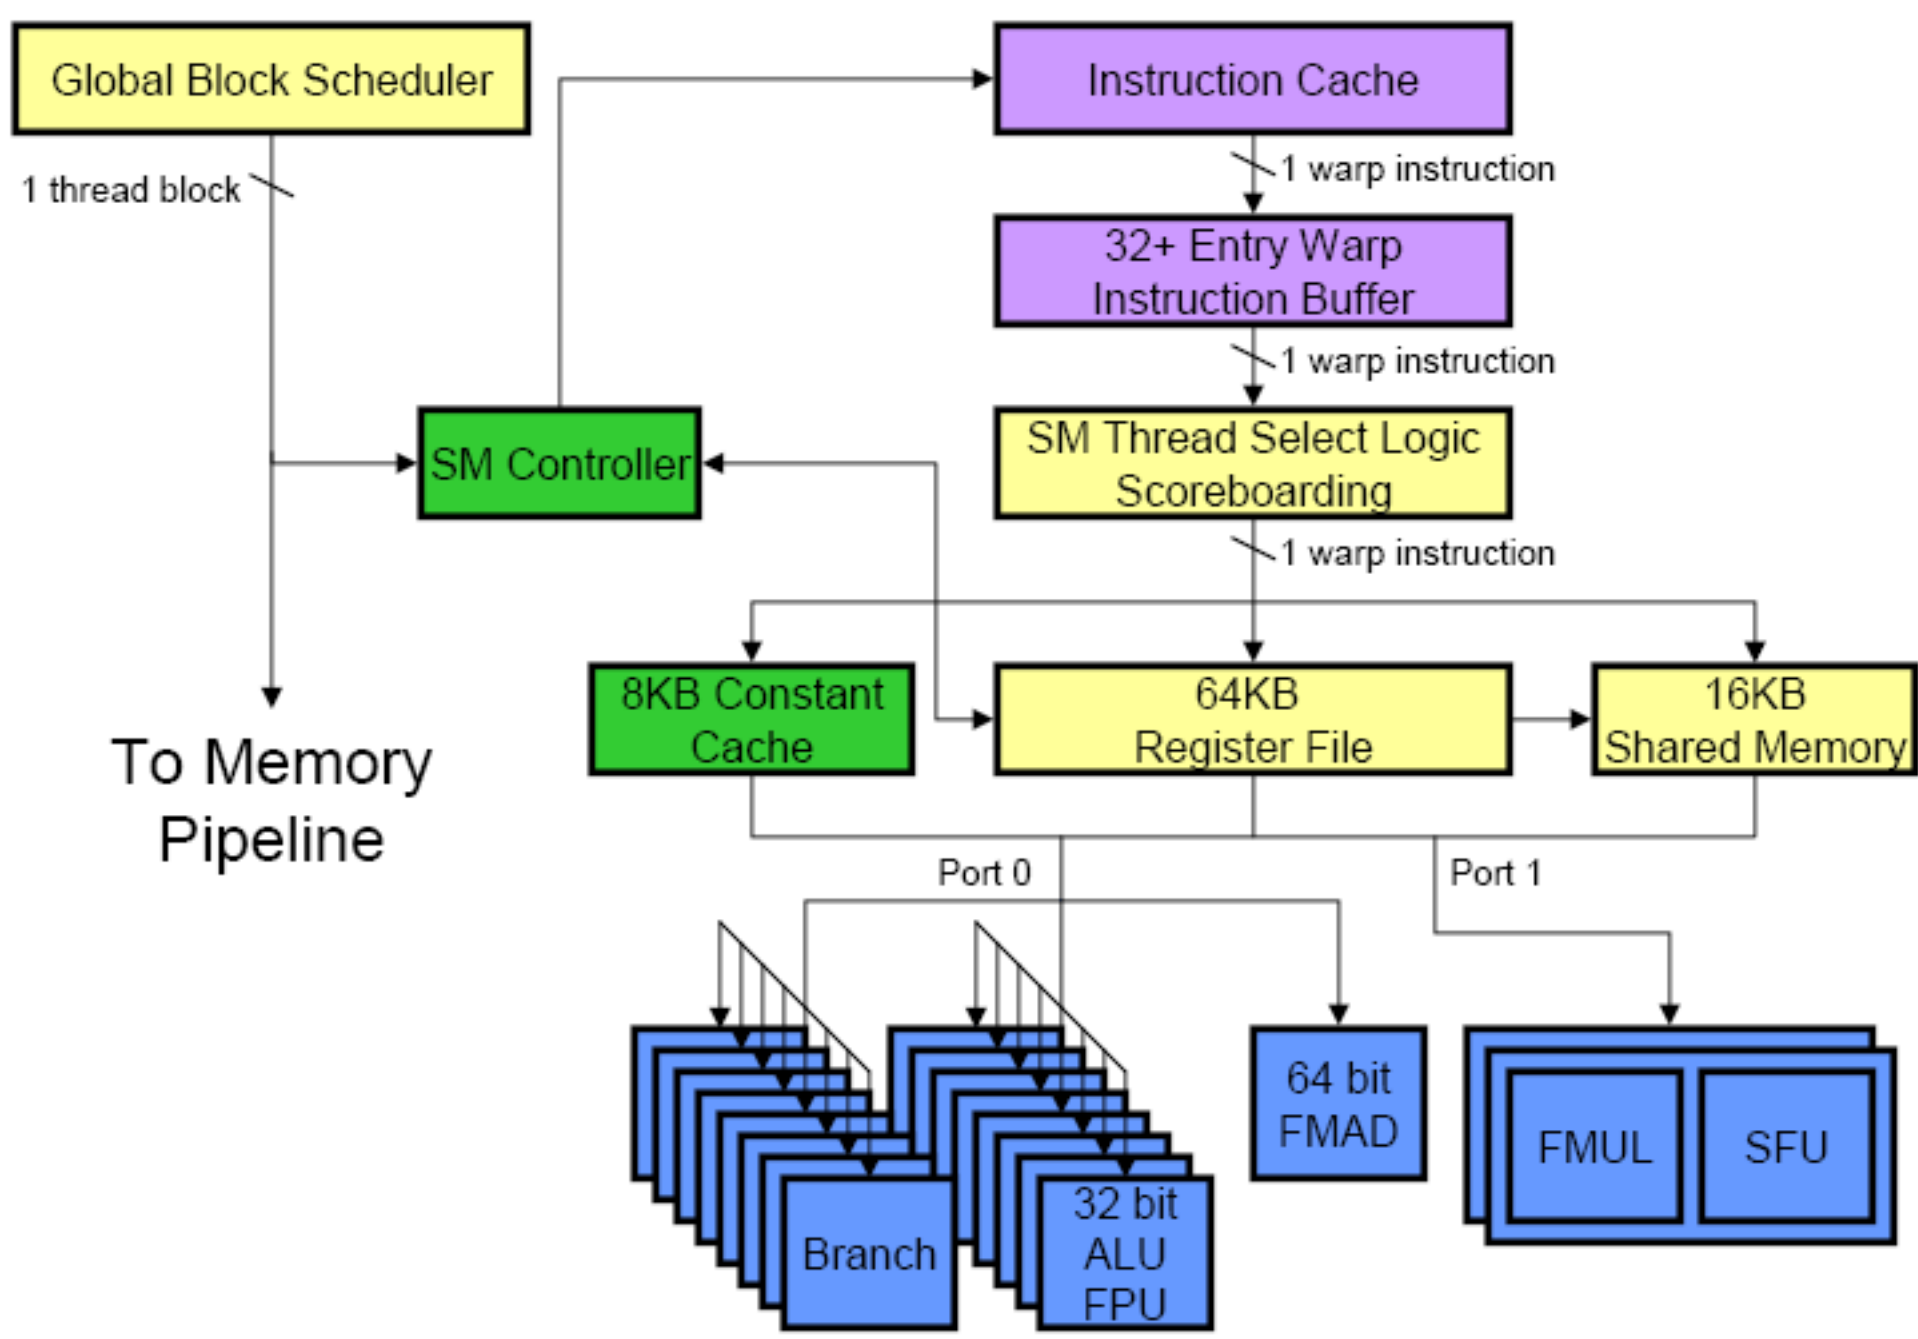 Global Block Scheduler
Instruction Cache
1 thread block
1 warp instruction
32+ Entry Warp
Instruction Buffer
1 warp instruction
SM Controller
SM Thread Select Logic
Scoreboarding
1 warp instruction
8KB Constant
Cache
64KB
Register File
16KB
Shared Memory
To Memory
Pipeline
Port 0
Port 1
Branch
32 bit
ALU
FPU
64 bit
FMAD
FMUL
SFU